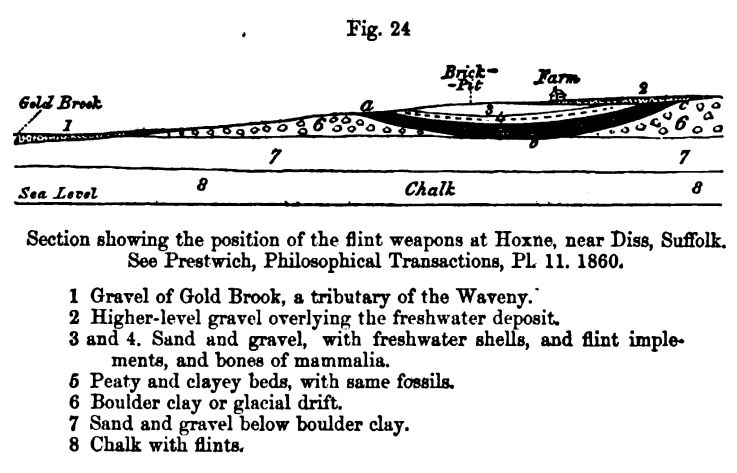 Fig. 24
Brick-
-Pit
Farm
2
Gold Brook
1
a
3
c
6
4
6
b
7
7
8
Chalk
8
Sea Level
Section showing the position of the flint weapons at Hoxne, near Diss, Suffolk.
See Prestwich, Philosophical Transactions, Pl. 11. 1860.
1 Gravel of Gold Brook, a tributary of the Waveny.
2 Higher-level gravel overlying the freshwater deposit.
3 and 4. Sand and gravel, with freshwater shells, and flint imple-
ments, and bones of mammalia.
5 Peaty and clayey beds, with same fossils.
6 Boulder clay or glacial drift.
7 Sand and gravel below boulder clay.
8 Chalk with flints.